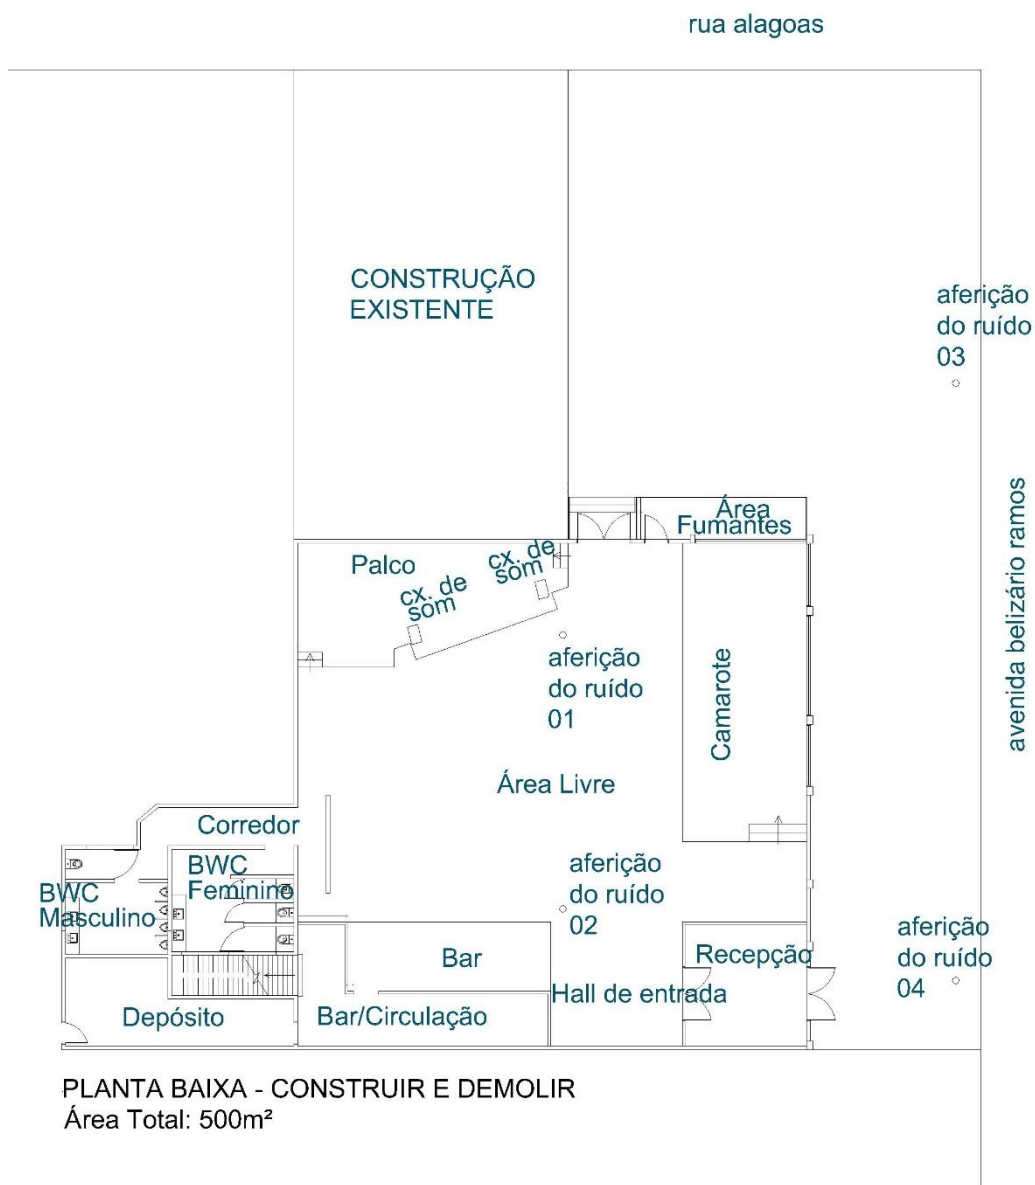 rua alagoas
CONSTRUÇÃO
EXISTENTE
aferição
do ruído
03
avenida belizário ramos
Área
Fumantes
Palco
cx. de
som
cx. de
som
aferição
do ruído
01
Camarote
Área Livre
Corredor
BWC
Feminino
BWC
Masculino
aferição
do ruído
02
Bar
Recepção
aferição
do ruído
04
Hall de entrada
Depósito
Bar/Circulação
PLANTA BAIXA - CONSTRUIR E DEMOLIR
Área Total: 500m²